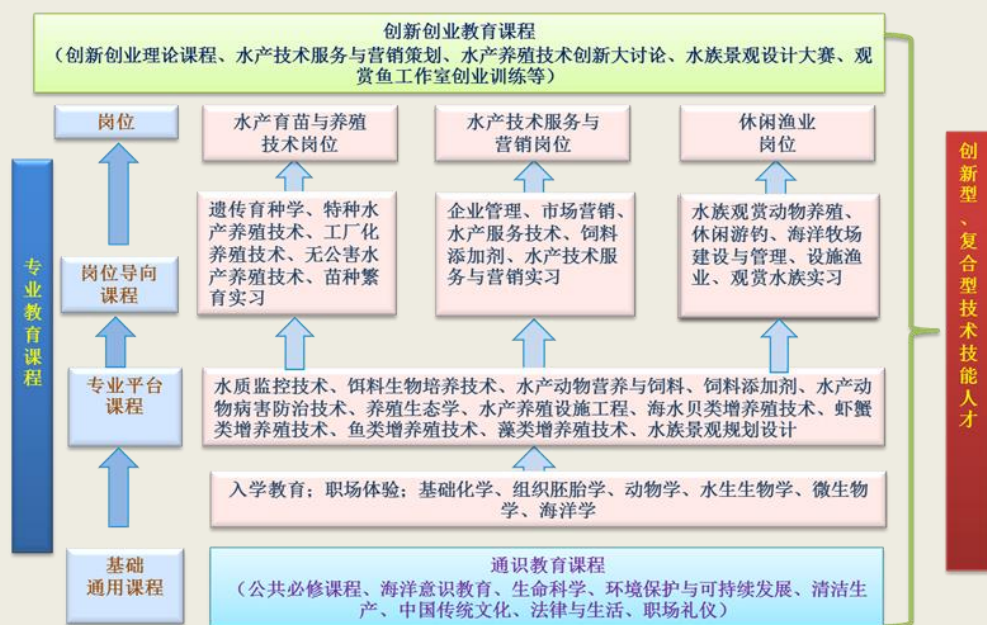 创新创业教育课程
（创新创业理论课程、水产技术服务与营销策划、水产养殖技术创新大讨论、水族景观设计大赛、观
赏鱼工作室创业训练等）
岗位
水产育苗与养殖
技术岗位
水产技术服务与
营销岗位
休闲渔业
岗位
专业教育课程
岗位导向
课程
遗传育种学、特种水
产养殖技术、工厂化
养殖技术、无公害水
产养殖技术、苗种繁
育实习
企业管理、市场营销、
水产服务技术、饲料
添加剂、水产技术服
务与营销实习
水族观赏动物养殖、
休闲游钓、海洋牧场
建设与管理、设施渔
业、观赏水族实习
专业平台
课程
水质监控技术、饵料生物培养技术、水产动物营养与饲料、饲料添加剂、水产动
物病害防治技术、养殖生态学、水产养殖设施工程、海水贝类增养殖技术、虾蟹
类增养殖技术、鱼类增养殖技术、藻类增养殖技术、水族景观规划设计
入学教育；职场体验；基础化学、组织胚胎学、动物学、水生生物学、微生物
学、海洋学
基础
通用课程
通识教育课程
（公共必修课程、海洋意识教育、生命科学、环境保护与可持续发展、清洁生
产、中国传统文化、法律与生活、职场礼仪）
创新型、复合型技术技能人才